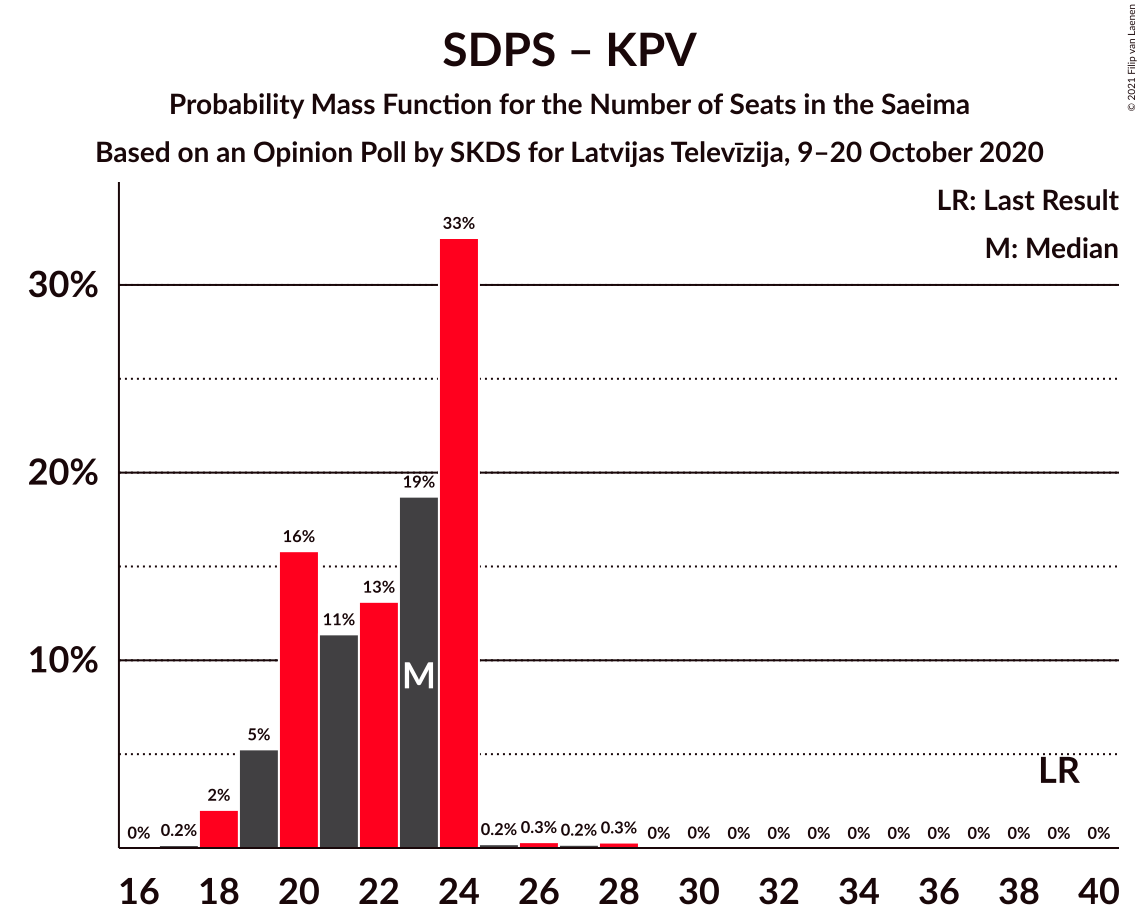 SDPS – KPV
Probability Mass Function for the Number of Seats in the Saeima
Based on an Opinion Poll by SKDS for Latvijas Televīzija, 9–20 October 2020
© 2021 Filip van Laenen
LR: Last Result
M: Median
30%
20%
10%
0% 0.2% 2% 5% 16% 11% 13% 19% 33% 0.2% 0.3% 0.2% 0.3% 0% 0% 0% 0% 0% 0% 0% 0% 0% 0% 0% 0%
M
LR
16 18 20 22 24 26 28 30 32 34 36 38 40